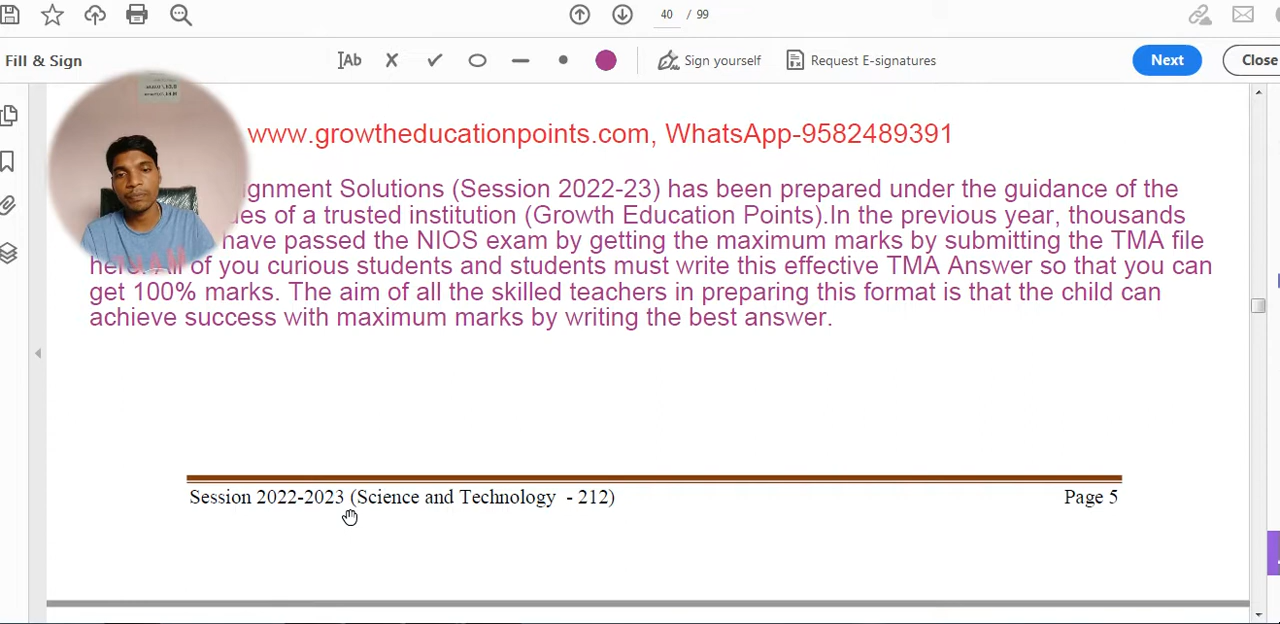 40 / 99
Fill & Sign
Ab
Sign yourself
Request E-signatures
Next
Close
www.growtheducationpoints.com, WhatsApp-9582489391
ignment Solutions (Session 2022-23) has been prepared under the guidance of the
of a trusted institution (Growth Education Points).In the previous year, thousands
have passed the NIOS exam by getting the maximum marks by submitting the TMA file
of you curious students and students must write this effective TMA Answer so that you can
get 100% marks. The aim of all the skilled teachers in preparing this format is that the child can
achieve success with maximum marks by writing the best answer.
Session 2022-2023 (Science and Technology - 212)
Page 5